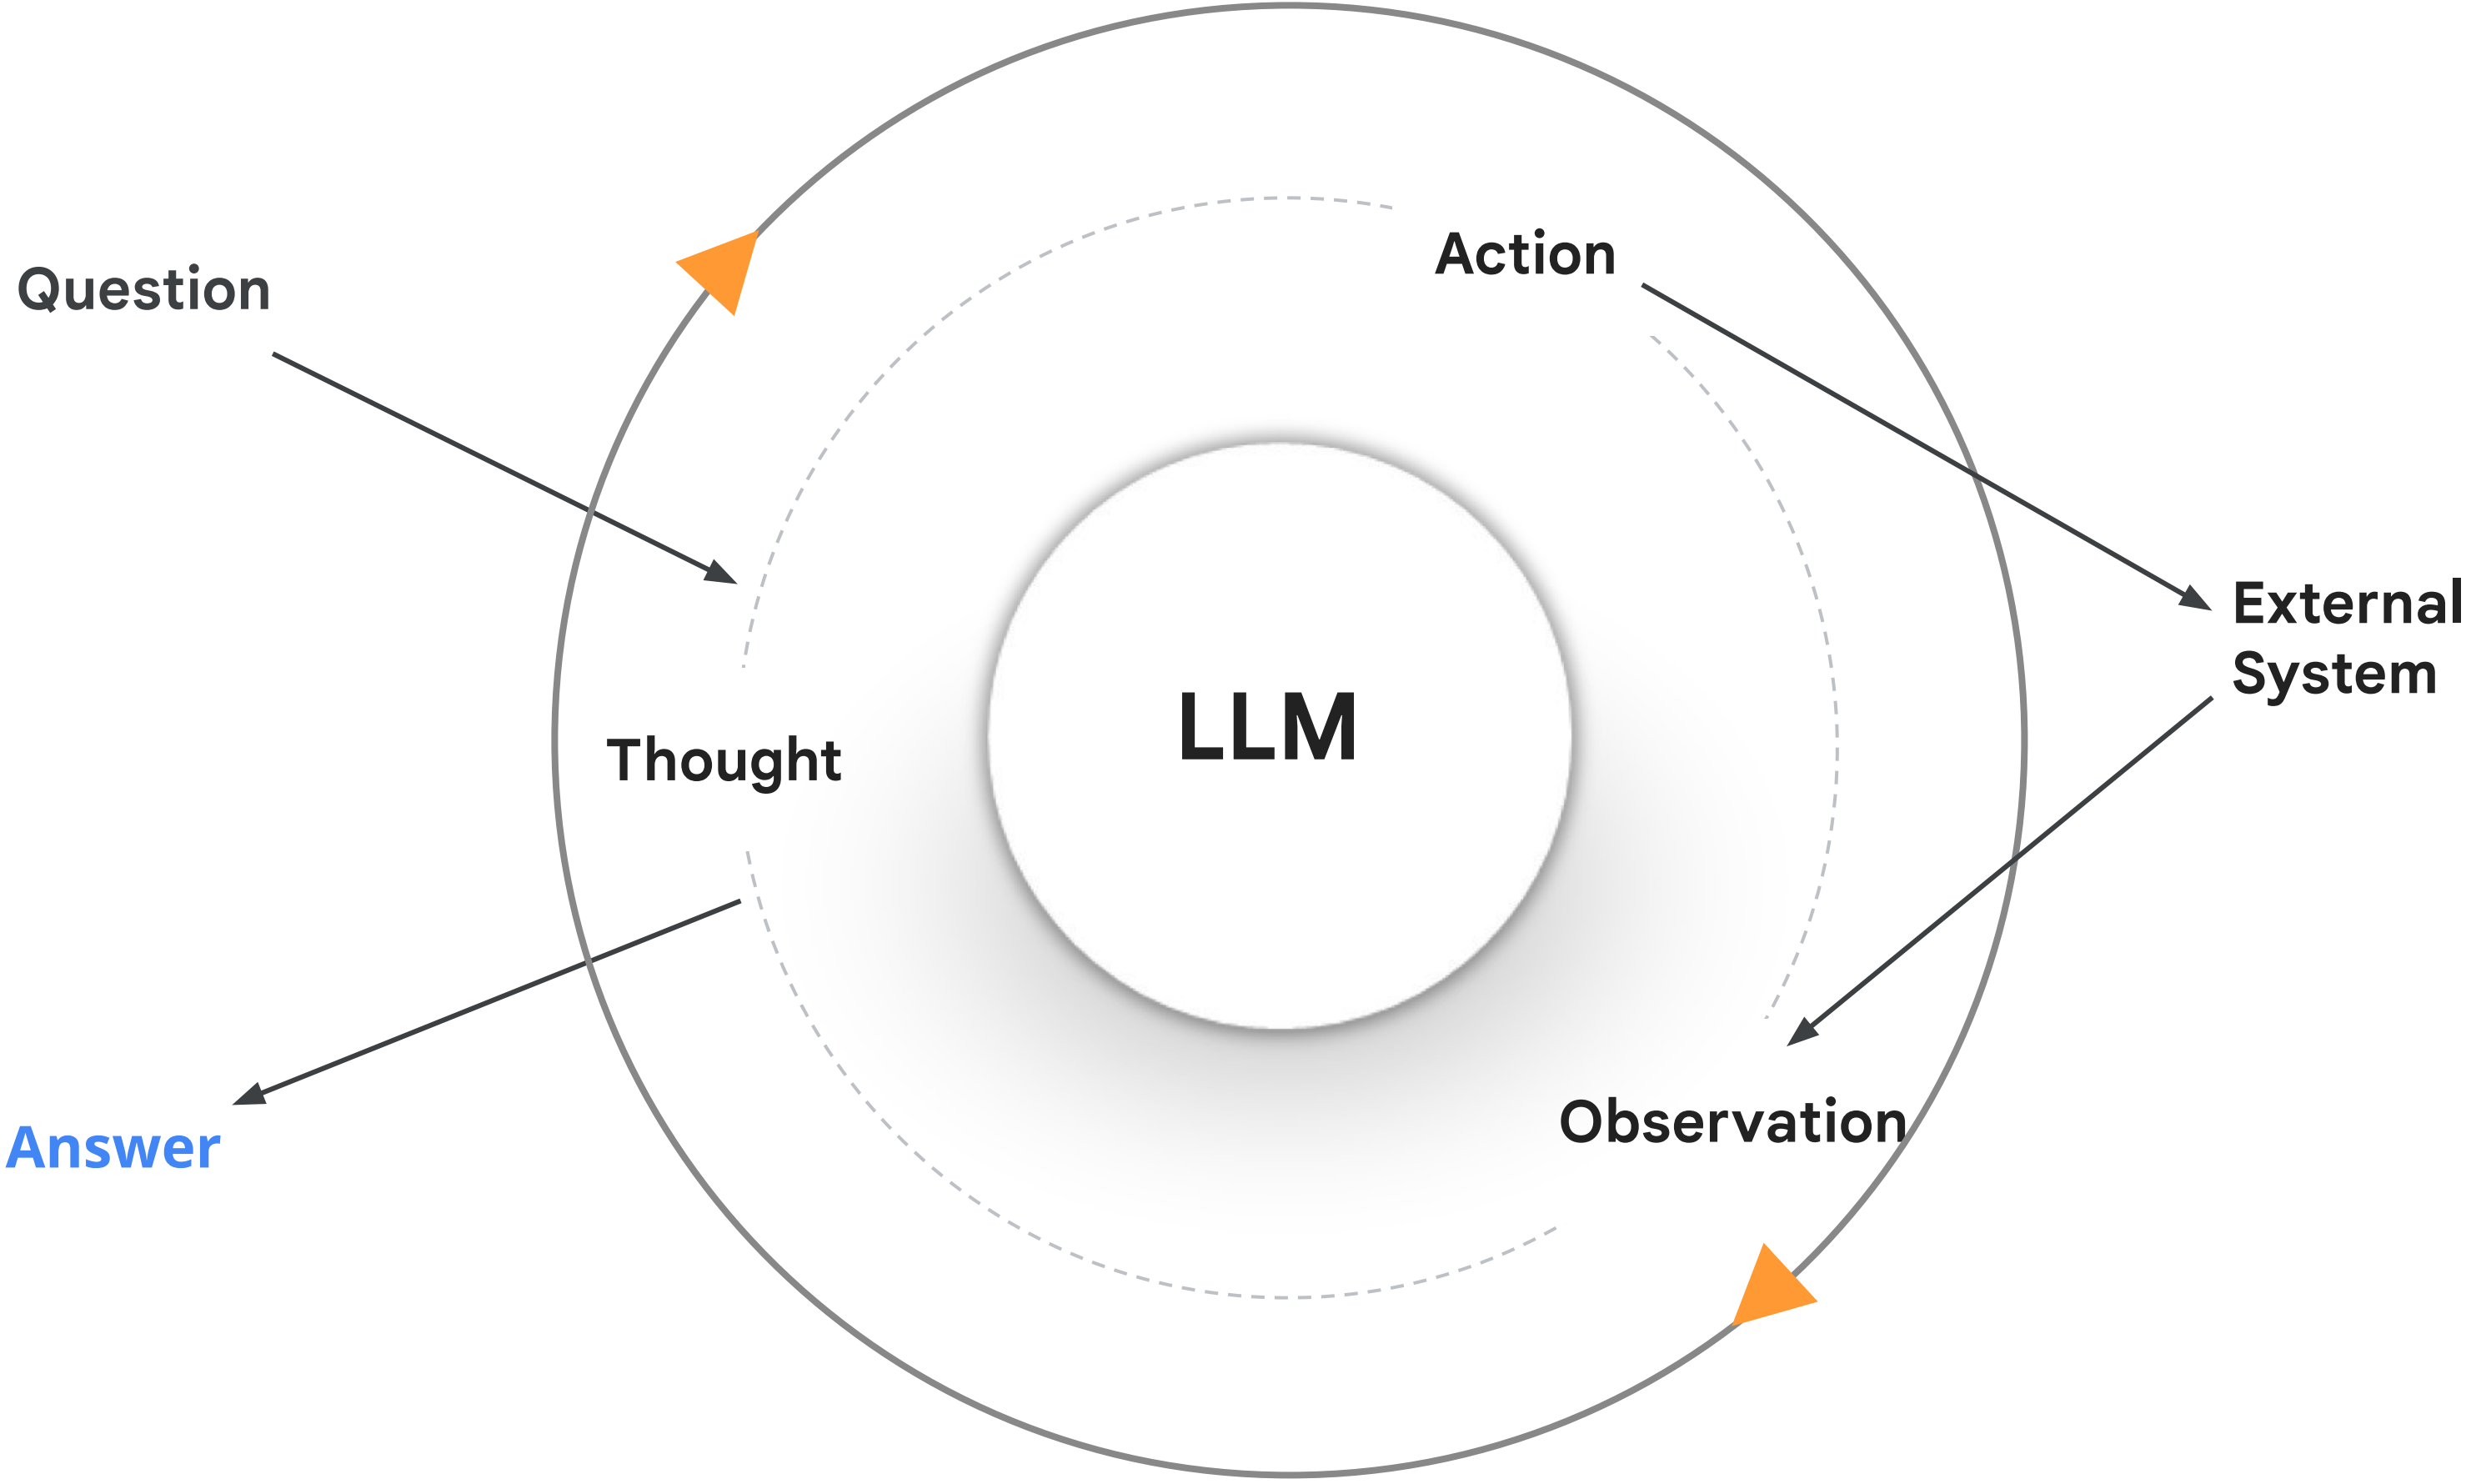 Question
Action
External
System
LLM
Thought
Observation
Answer